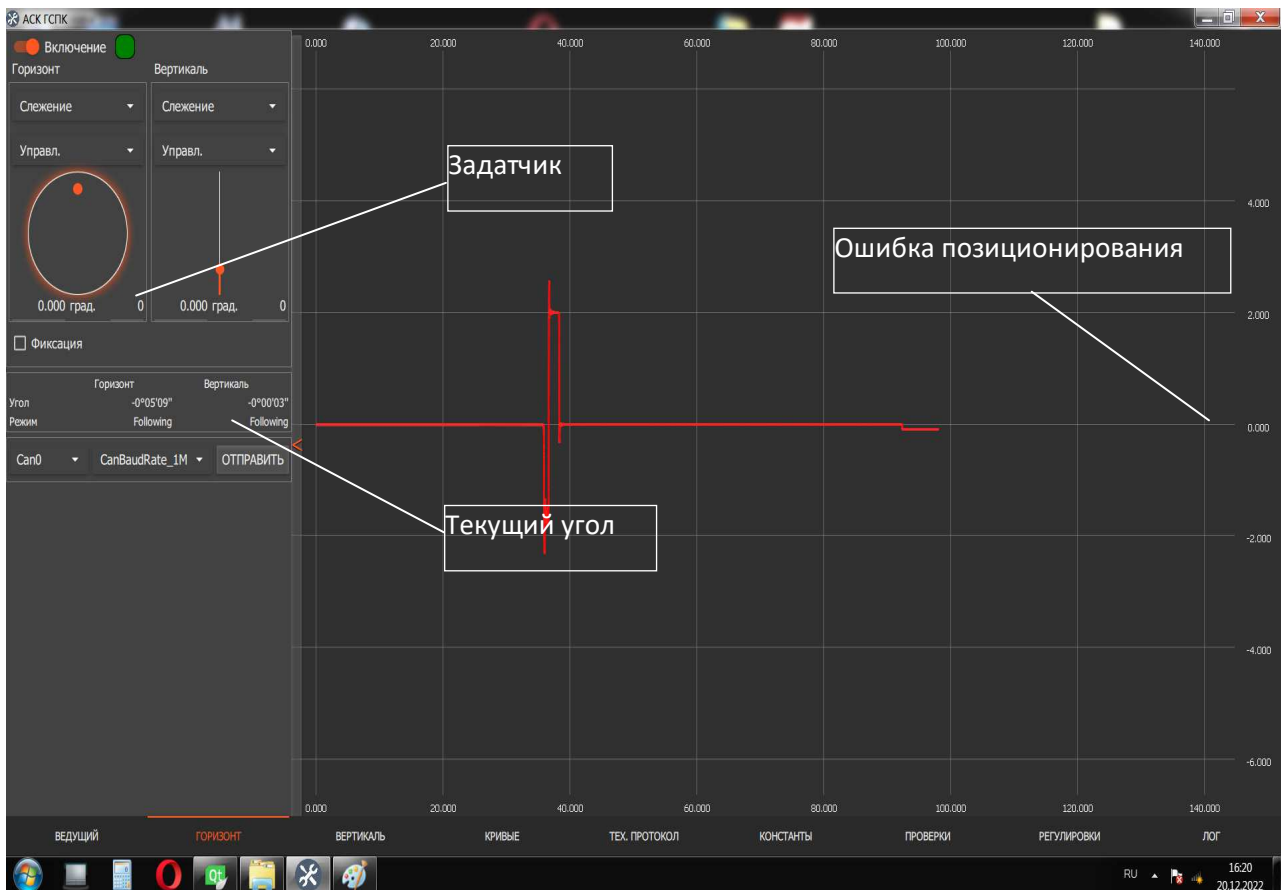 АСК ГСПК
Включение
Горизонт Вертикаль
Слежение Слежение
Управл. Управл.
0.000 град. 0 0.000 град. 0
Фиксация
Горизонт Вертикаль
Угол -0°05'09" -0°00'03"
Режим Following Following
Can0 CanBaudRate_1M ОТПРАВИТЬ
<
0.000 20.000 40.000 60.000 80.000 100.000 120.000 140.000
Задатчик
4.000
Ошибка позиционирования
2.000
0.000
Текущий угол
-2.000
-4.000
-6.000
0.000 20.000 40.000 60.000 80.000 100.000 120.000 140.000
ВЕДУЩИЙ ГОРИЗОНТ ВЕРТИКАЛЬ КРИВЫЕ ТЕХ. ПРОТОКОЛ КОНСТАНТЫ ПРОВЕРКИ РЕГУЛИРОВКИ ЛОГ
Qt RU 16:20
20.12.2022